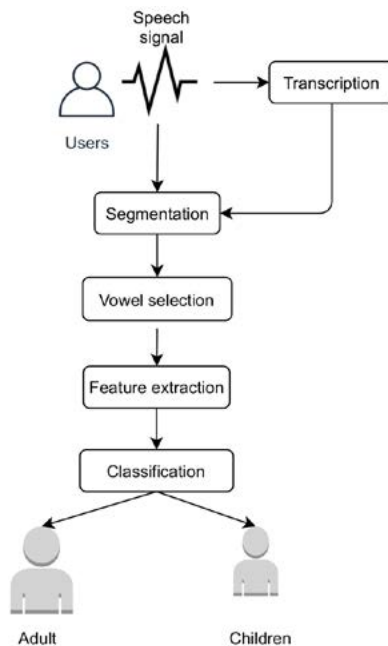 Speech
signal
Users
Transcription
Segmentation
Vowel selection
Feature extraction
Classification
Adult
Children